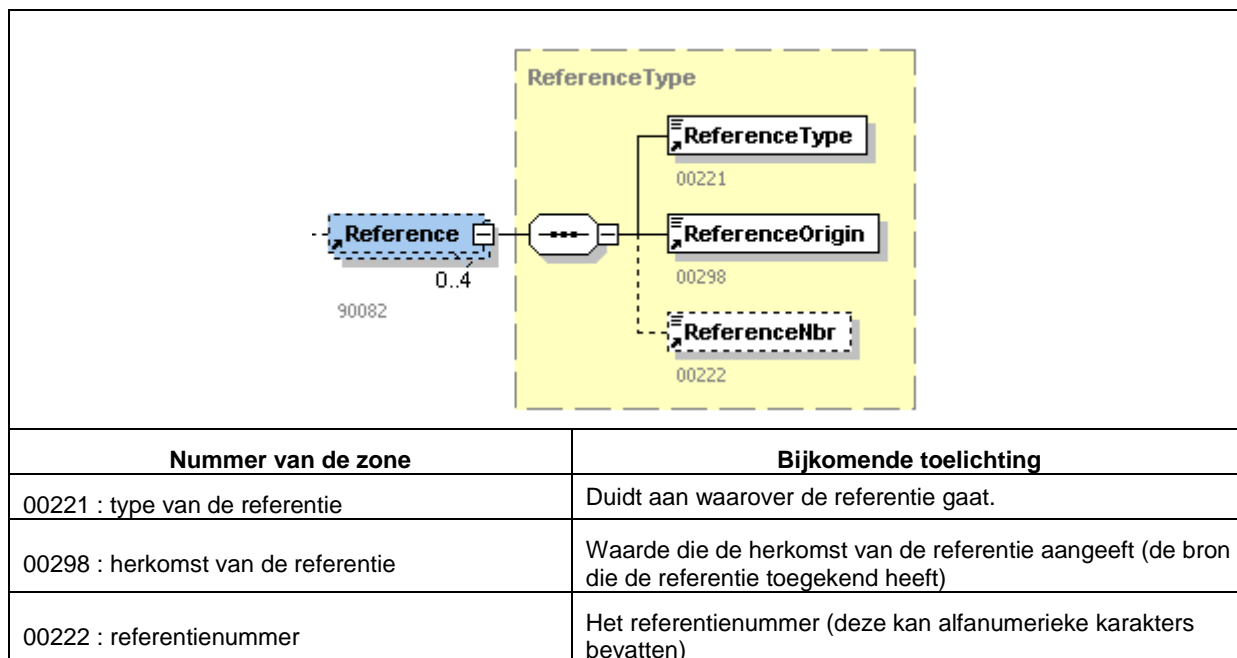 ReferenceType
ReferenceType
00221
Reference
0..4
90082
ReferenceOrigin
00298
ReferenceNbr
00222
Nummer van de zone
Bijkomende toelichting
00221 : type van de referentie
Duidt aan waarover de referentie gaat.
00298 : herkomst van de referentie
Waarde die de herkomst van de referentie aangeeft (de bron
die de referentie toegekend heeft)
00222 : referentienummer
Het referentienummer (deze kan alfanumerieke karakters
bevatten)